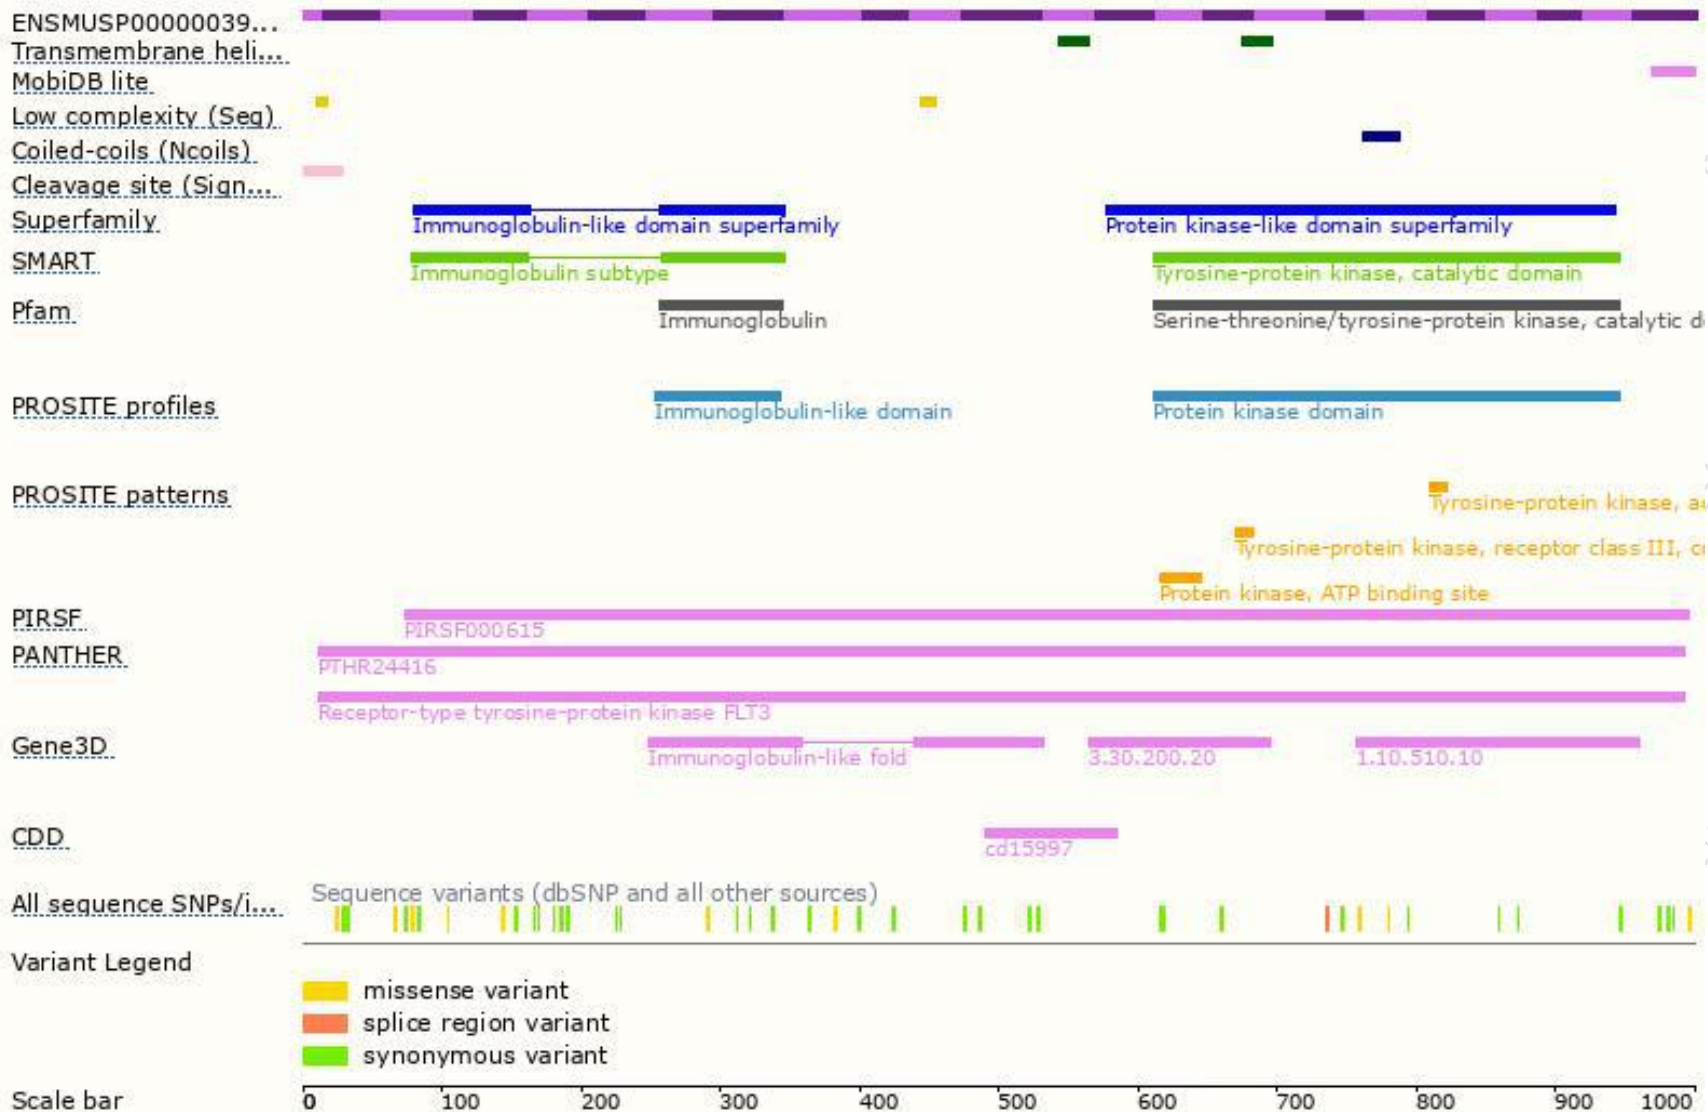 ENSMUSP00000039...
Transmembrane heli...
MobiDB lite
Low complexity (Seg)
Coiled-coils (Ncoils)
Cleavage site (Sign...
Superfamily
Immunoglobulin-like domain superfamily
Protein kinase-like domain superfamily
SMART
Immunoglobulin subtype
Tyrosine-protein kinase, catalytic domain
Pfam
Immunoglobulin
Serine-threonine/tyrosine-protein kinase, catalytic d
PROSITE profiles
Immunoglobulin-like domain
Protein kinase domain
PROSITE patterns
Tyrosine-protein kinase, a
Tyrosine-protein kinase, receptor class III, c
Protein kinase, ATP binding site
PIRSF
PIRSF000615
PANTHER
PTHR24416
Receptor-type tyrosine-protein kinase FLT3
Gene3D
Immunoglobulin-like fold
3.30.200.20
1.10.510.10
CDD
cd15997
Sequence variants (dbSNP and all other sources)
All sequence SNPs/i...
Variant Legend
missense variant
splice region variant
synonymous variant
Scale bar
0 100 200 300 400 500 600 700 800 900 1000